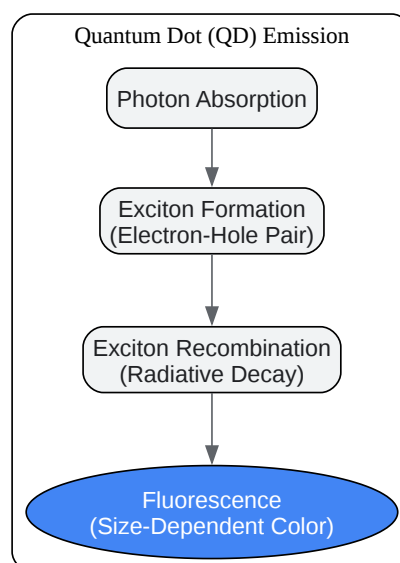 Quantum Dot (QD) Emission
Photon Absorption
Exciton Formation
(Electron-Hole Pair)
Exciton Recombination
(Radiative Decay)
Fluorescence
(Size-Dependent Color)